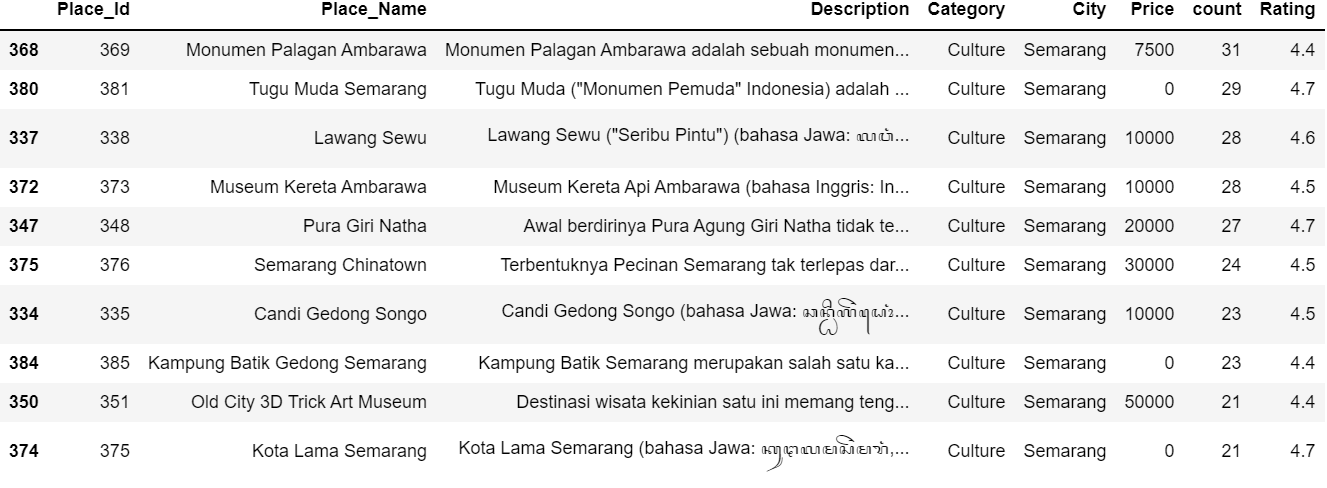 Place_Id Place_Name Description Category City Price count Rating
368 369 Monumen Palagan Ambarawa Monumen Palagan Ambarawa adalah sebuah monumen... Culture Semarang 7500 31 4.4
380 381 Tugu Muda Semarang Tugu Muda ("Monumen Pemuda" Indonesia) adalah ... Culture Semarang 0 29 4.7
337 338 Lawang Sewu Lawang Sewu ("Seribu Pintu") (bahasa Jawa: ꦭꦮꦁ... Culture Semarang 10000 28 4.6
372 373 Museum Kereta Ambarawa Museum Kereta Api Ambarawa (bahasa Inggris: In... Culture Semarang 10000 28 4.5
347 348 Pura Giri Natha Awal berdirinya Pura Agung Giri Natha tidak te... Culture Semarang 20000 27 4.7
375 376 Semarang Chinatown Terbentuknya Pecinan Semarang tak terlepas dar... Culture Semarang 30000 24 4.5
334 335 Candi Gedong Songo Candi Gedong Songo (bahasa Jawa: ... Culture Semarang 10000 23 4.5
384 385 Kampung Batik Gedong Semarang Kampung Batik Semarang merupakan salah satu ka... Culture Semarang 0 23 4.4
350 351 Old City 3D Trick Art Museum Destinasi wisata kekinian satu ini memang teng... Culture Semarang 50000 21 4.4
374 375 Kota Lama Semarang Kota Lama Semarang (bahasa Jawa: ,... Culture Semarang 0 21 4.7